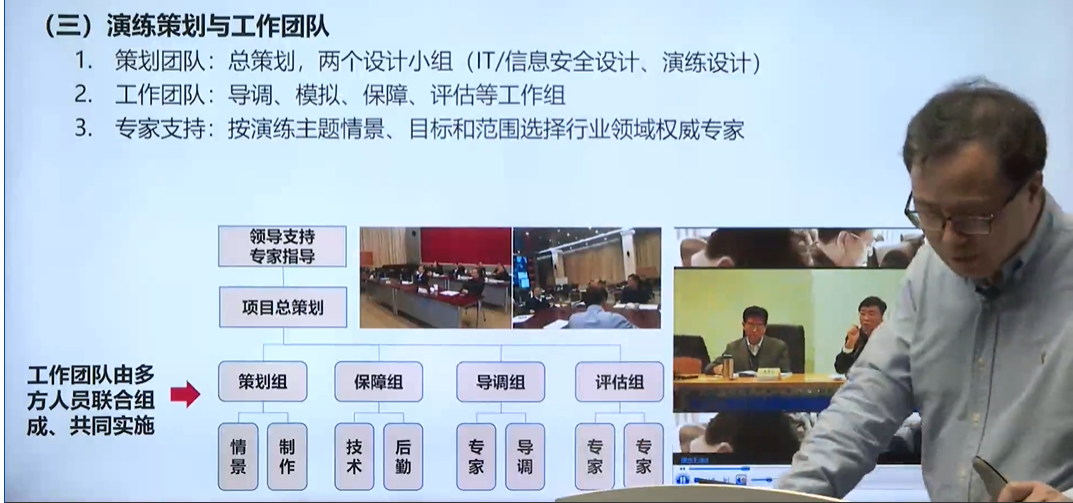 （三）演练策划与工作团队
1. 策划团队：总策划，两个设计小组（IT/信息安全设计、演练设计）
2. 工作团队：导调、模拟、保障、评估等工作组
3. 专家支持：按演练主题情景、目标和范围选择行业领域权威专家
领导支持
专家指导
项目总策划
工作团队由多
方人员联合组
成、共同实施
策划组
保障组
导调组
评估组
情景
制作
技术
后勤
专家
导调
专家
专家